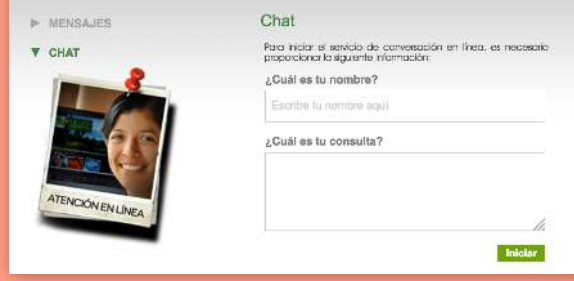 MENSAJES
CHAT
ATENCIÓN EN LÍNEA
Chat
Para iniciar el servicio de conversación en línea, es necesario
proporcionar la siguiente información:
¿Cuál es tu nombre?
Escribe tu nombre aquí
¿Cuál es tu consulta?
Iniciar